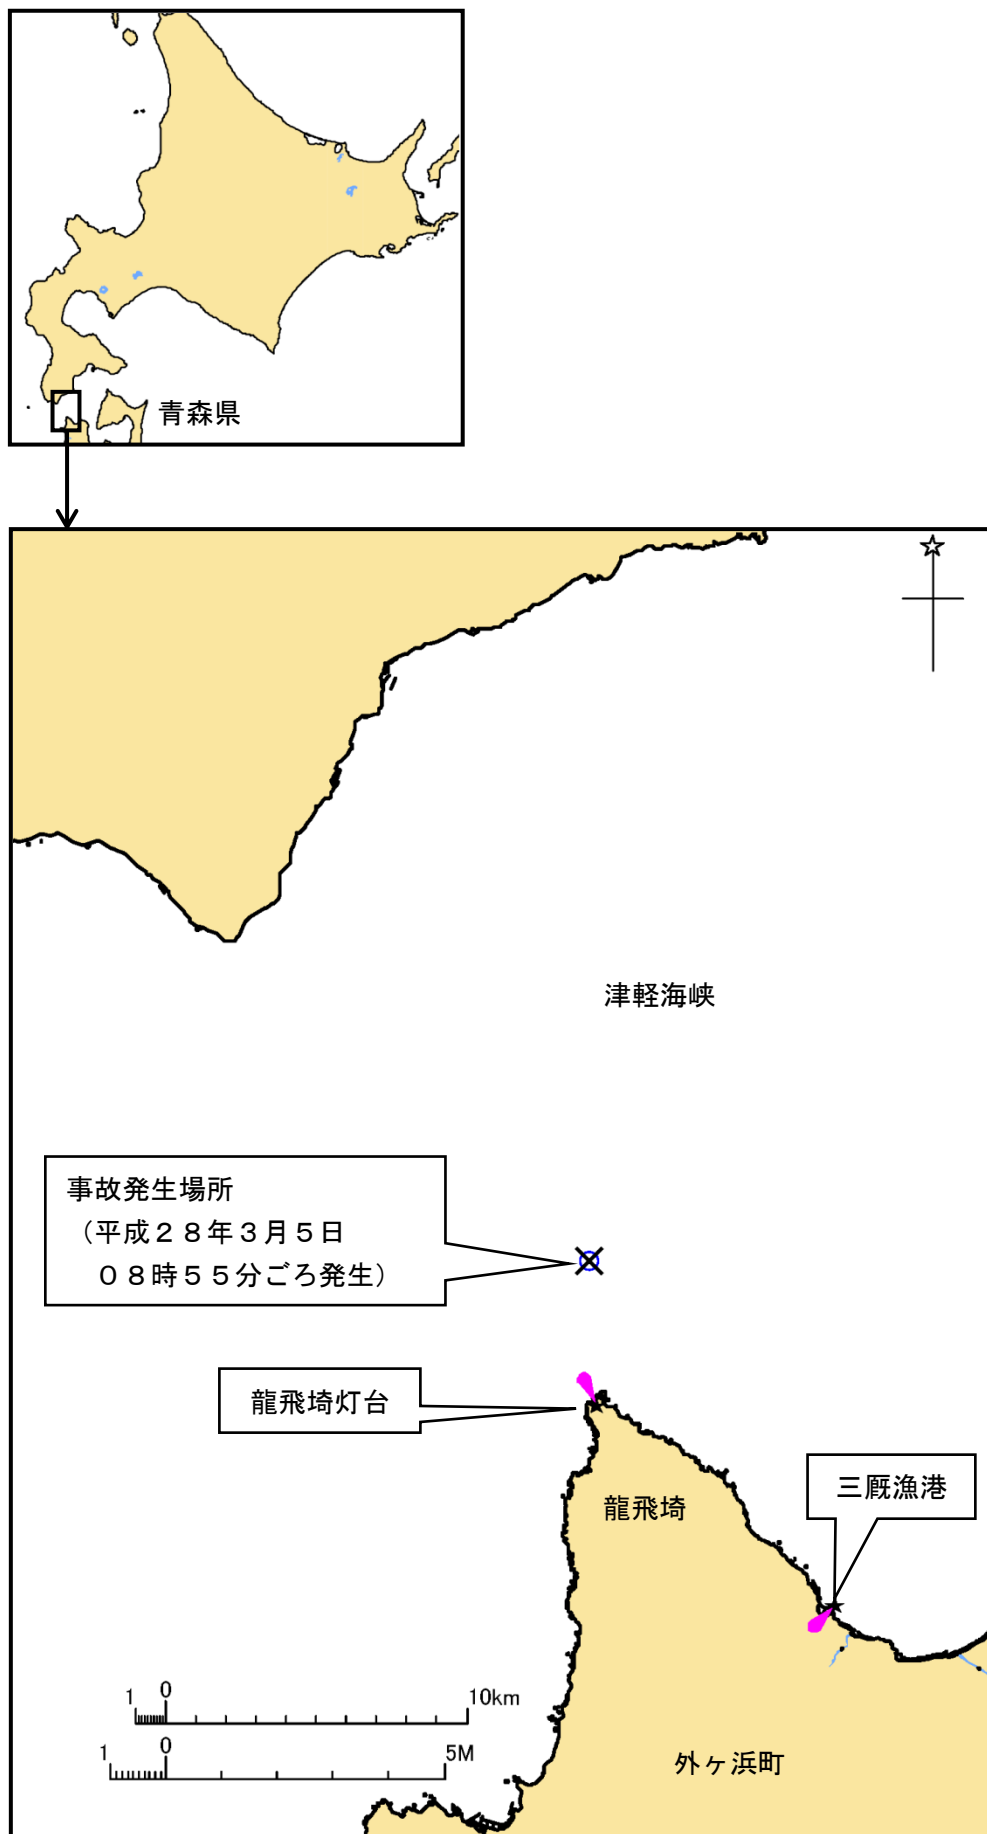 青森県
津軽海峡
事故発生場所
（平成２８年３月５日
０８時５５分ごろ発生）
龍飛埼灯台
三厩漁港
龍飛埼
外ヶ浜町
1 0 10km
1 0 5M